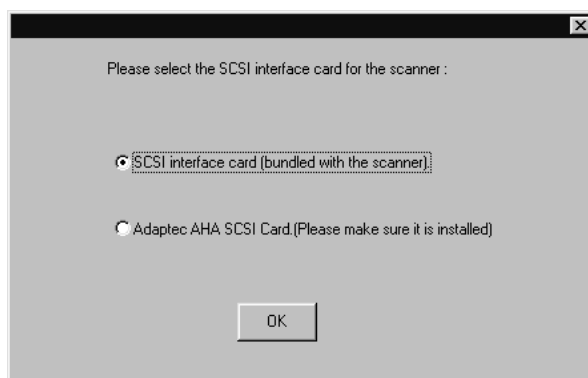 Please select the SCSI interface card for the scanner :
SCSI interface card (bundled with the scanner).
Adaptec AHA SCSI Card.(Please make sure it is installed)
OK